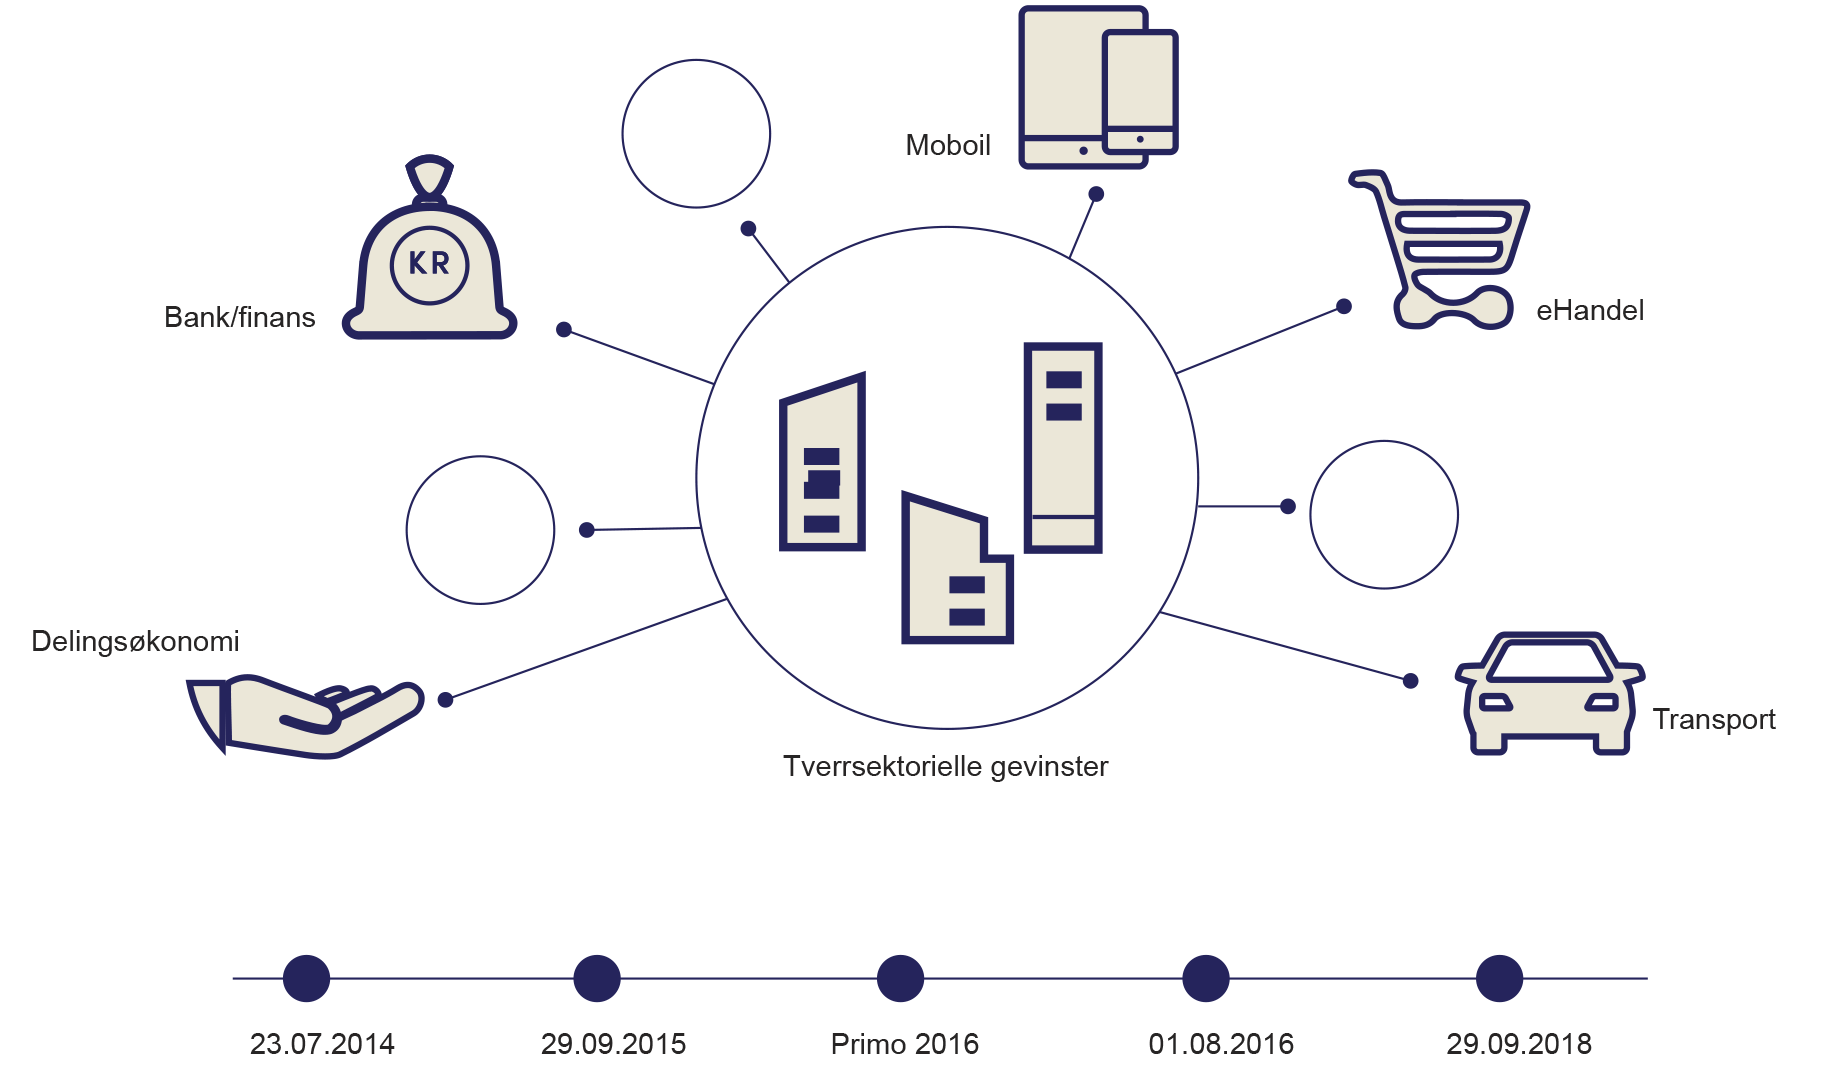 Moboil
KR
Bank/finans
eHandel
Delingsøkonomi
Transport
Tverrsektorielle gevinster
23.07.2014
29.09.2015
Primo 2016
01.08.2016
29.09.2018